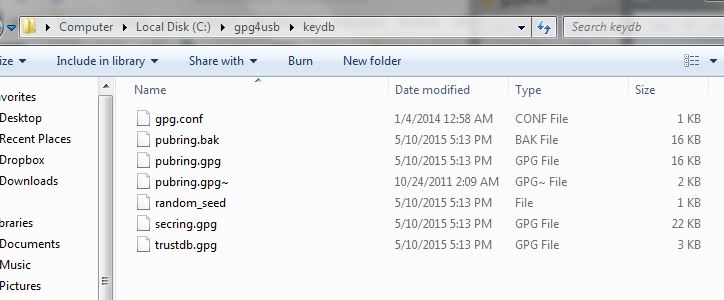 Computer Local Disk (C:) gpg4usb keydb Search keydb
ize Include in library Share with Burn New folder
avorites
Desktop
Recent Places
Dropbox
Downloads
braries
Documents
Music
Pictures
Name Date modified Type Size
gpg.conf 1/4/2014 12:58 AM CONF File 1 KB
pubring.bak 5/10/2015 5:13 PM BAK File 16 KB
pubring.gpg 5/10/2015 5:13 PM GPG File 16 KB
pubring.gpg~ 10/24/2011 2:09 AM GPG~ File 2 KB
random_seed 5/10/2015 5:13 PM File 1 KB
secring.gpg 5/10/2015 5:13 PM GPG File 22 KB
trustdb.gpg 5/10/2015 5:13 PM GPG File 3 KB